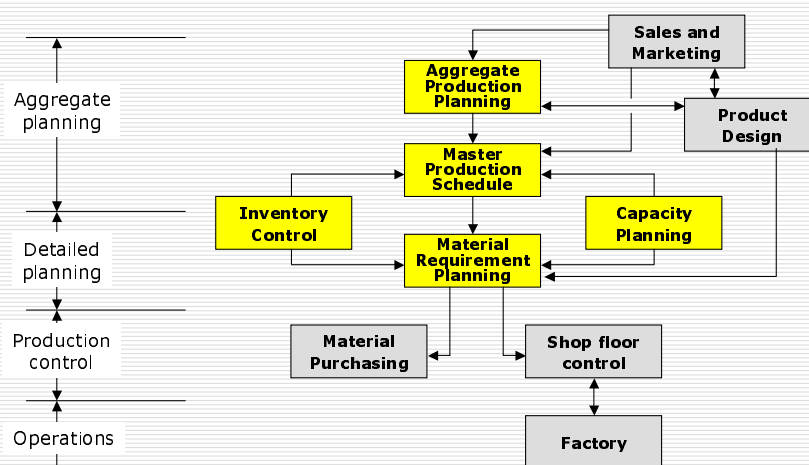 Sales and
Marketing
Aggregate
Production
Planning
Aggregate
planning
Product
Design
Master
Production
Schedule
Inventory
Control
Capacity
Planning
Detailed
planning
Material
Requirement
Planning
Production
control
Material
Purchasing
Shop floor
control
Operations
Factory